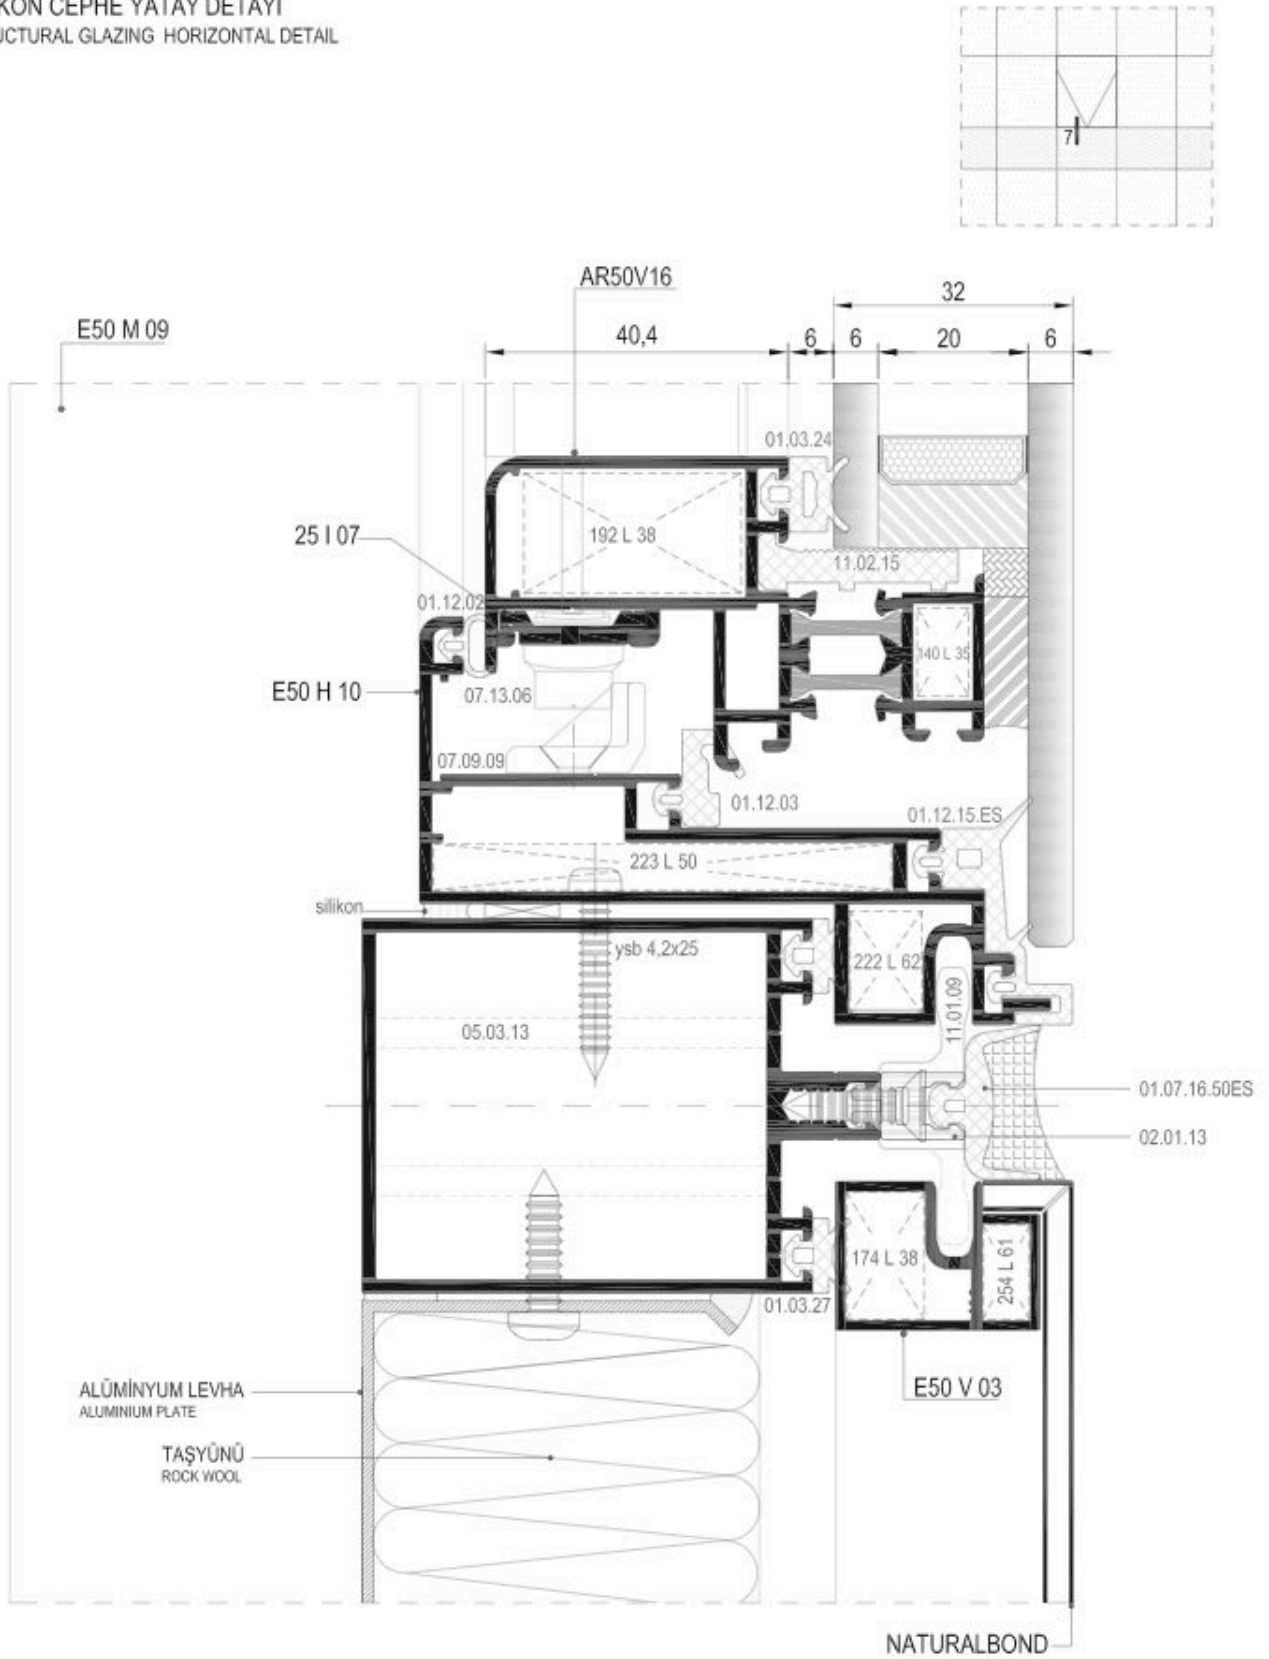 KON CEPHE YATAY DETAYI
UCTURAL GLAZING HORIZONTAL DETAIL
7
AR50V16
32
E50 M 09
40,4
6
6
20
6
01.03.24
192 L 38
25 I 07
11.02.15
01.12.02
140 L 35
E50 H 10
07.13.06
07.09.09
01.12.03
01.12.15.ES
223 L 50
silikon
ysb 4,2x25
222 L 62
11.01.09
05.03.13
01.07.16.50ES
02.01.13
174 L 38
254 L 61
01.03.27
ALÜMİNYUM LEVHA
ALUMINIUM PLATE
E50 V 03
TAŞYÜNÜ
ROCK WOOL
NATURALBOND